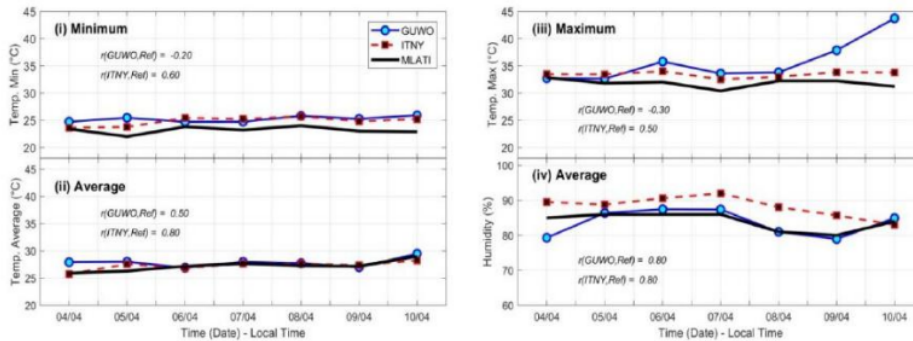 (i) Minimum
r(GUWO,Ref) = -0.20
r(ITNY,Ref) = 0.60
GUWO
ITNY
MLATI
Temp. Min (°C)
45
40
35
30
25
20
(ii) Average
r(GUWO,Ref) = 0.50
r(ITNY,Ref) = 0.80
Temp. Average (°C)
45
40
35
30
25
20
04/04 05/04 06/04 07/04 08/04 09/04 10/04
Time (Date) - Local Time
(iii) Maximum
r(GUWO,Ref) = -0.30
r(ITNY,Ref) = 0.50
Temp. Max (°C)
45
40
35
30
25
20
(iv) Average
r(GUWO,Ref) = 0.80
r(ITNY,Ref) = 0.80
Humidity (%)
100
90
80
70
60
04/04 05/04 06/04 07/04 08/04 09/04 10/04
Time (Date) - Local Time